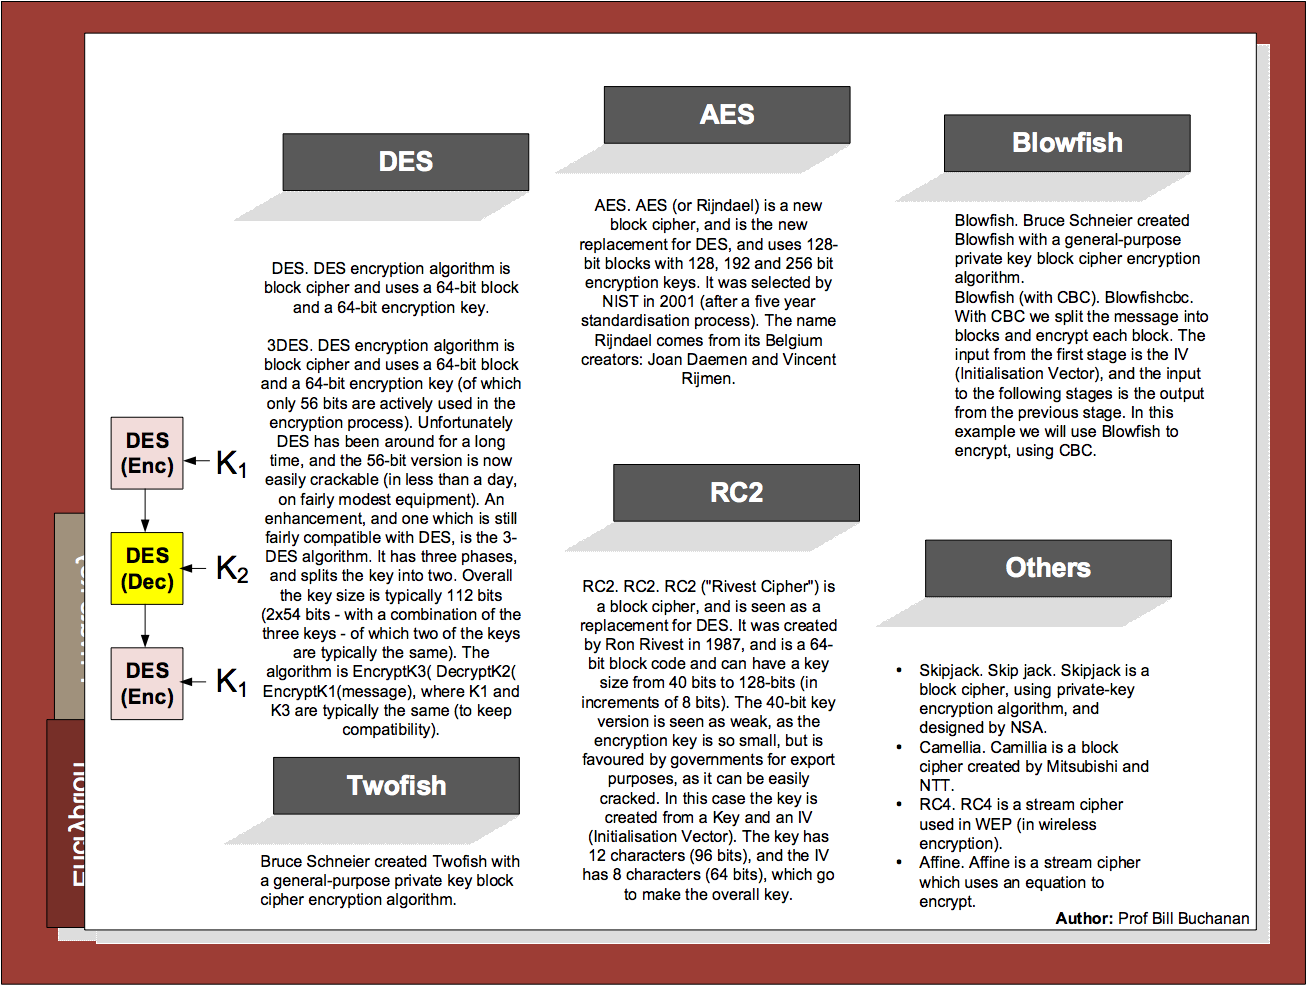 DES
DES. DES encryption algorithm is
block cipher and uses a 64-bit block
and a 64-bit encryption key.
3DES. DES encryption algorithm is
block cipher and uses a 64-bit block
and a 64-bit encryption key (of which
only 56 bits are actively used in the
encryption process). Unfortunately
DES has been around for a long
time, and the 56-bit version is now
easily crackable (in less than a day,
on fairly modest equipment). An
enhancement, and one which is still
fairly compatible with DES, is the 3-
DES algorithm. It has three phases,
and splits the key into two. Overall
the key size is typically 112 bits
(2x54 bits - with a combination of the
three keys - of which two of the keys
are typically the same). The
algorithm is EncryptK3( DecryptK2(
EncryptK1(message), where K1 and
K3 are typically the same (to keep
compatibility).
DES
(Enc)
K1
DES
(Dec)
K2
DES
(Enc)
K1
Twofish
Bruce Schneier created Twofish with
a general-purpose private key block
cipher encryption algorithm.
AES
AES. AES (or Rijndael) is a new
block cipher, and is the new
replacement for DES, and uses 128-
bit blocks with 128, 192 and 256 bit
encryption keys. It was selected by
NIST in 2001 (after a five year
standardisation process). The name
Rijndael comes from its Belgium
creators: Joan Daemen and Vincent
Rijmen.
RC2
RC2. RC2. RC2 ("Rivest Cipher") is
a block cipher, and is seen as a
replacement for DES. It was created
by Ron Rivest in 1987, and is a 64-
bit block code and can have a key
size from 40 bits to 128-bits (in
increments of 8 bits). The 40-bit key
version is seen as weak, as the
encryption key is so small, but is
favoured by governments for export
purposes, as it can be easily
cracked. In this case the key is
created from a Key and an IV
(Initialisation Vector). The key has
12 characters (96 bits), and the IV
has 8 characters (64 bits), which go
to make the overall key.
Blowfish
Blowfish. Bruce Schneier created
Blowfish with a general-purpose
private key block cipher encryption
algorithm.
Blowfish (with CBC). Blowfishcbc.
With CBC we split the message into
blocks and encrypt each block. The
input from the first stage is the IV
(Initialisation Vector), and the input
to the following stages is the output
from the previous stage. In this
example we will use Blowfish to
encrypt, using CBC.
Others
• Skipjack. Skip jack. Skipjack is a
block cipher, using private-key
encryption algorithm, and
designed by NSA.
• Camellia. Camillia is a block
cipher created by Mitsubishi and
NTT.
• RC4. RC4 is a stream cipher
used in WEP (in wireless
encryption).
• Affine. Affine is a stream cipher
which uses an equation to
encrypt.
Author: Prof Bill Buchanan